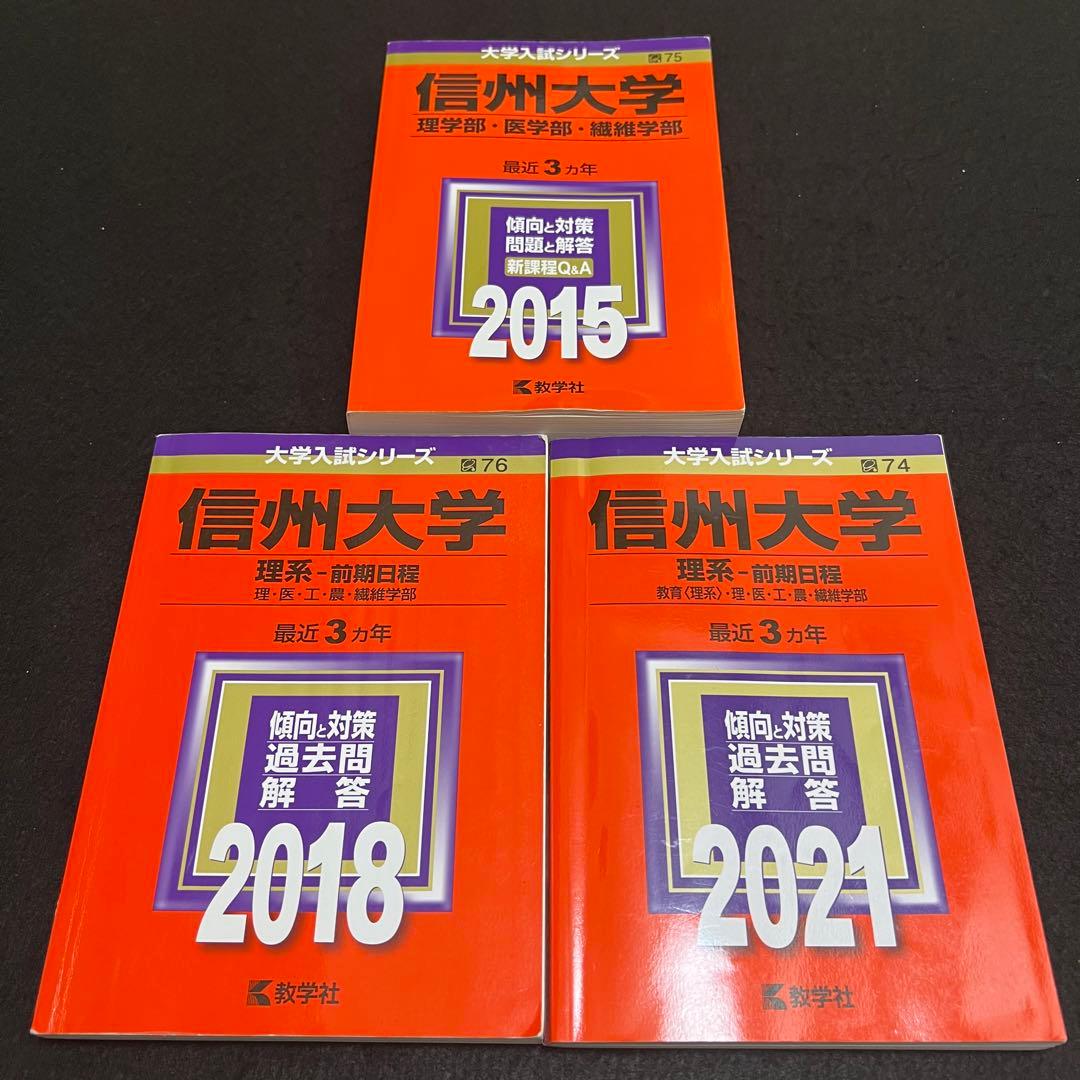 大学入試シリーズ
75
信州大学
理学部・医学部・繊維学部
最近3ヵ年
傾向と対策
問題と解答
新課程Q&A
2015
教学社
大学入試シリーズ
76
信州大学
理系-前期日程
理・医・工・農・繊維学部
最近3ヵ年
傾向と対策
過去問
解答
2018
教学社
大学入試シリーズ
74
信州大学
理系-前期日程
教育〈理系〉・理・医・工・農・繊維学部
最近3ヵ年
傾向と対策
過去問
解答
2021
教学社